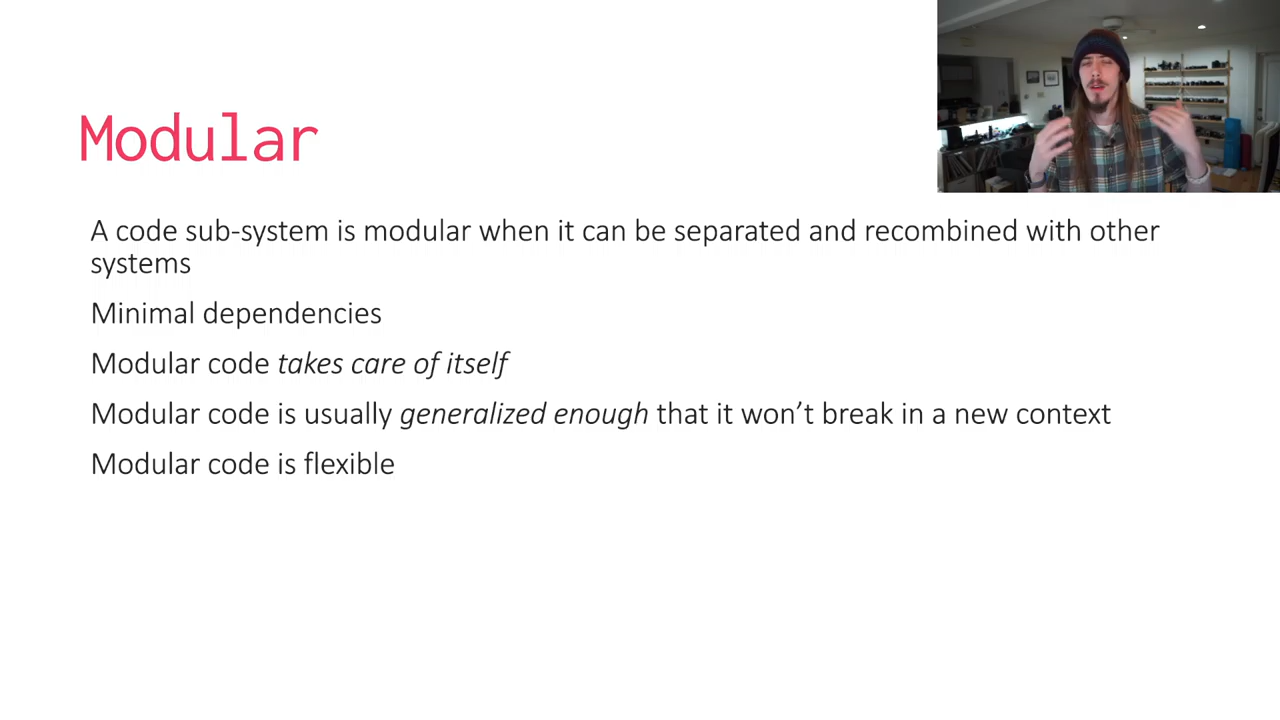 Modular
A code sub-system is modular when it can be separated and recombined with other
systems
Minimal dependencies
Modular code takes care of itself
Modular code is usually generalized enough that it won’t break in a new context
Modular code is flexible